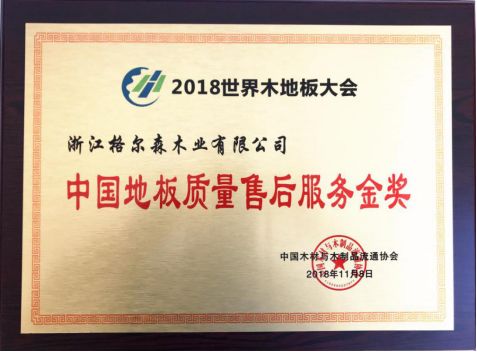 2018世界木地板大会
浙江格尔森木业有限公司
中国地板质量售后服务金奖
中国木材与木制品流通协会
2018年11月8日